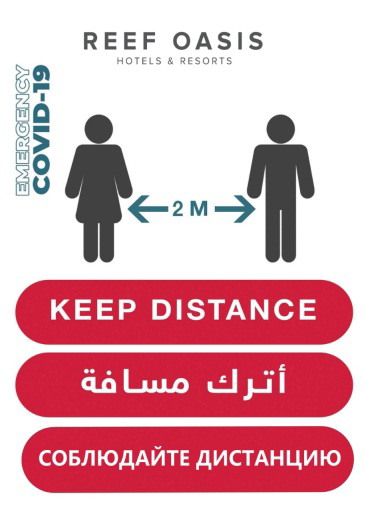 REEF OASIS
HOTELS & RESORTS
EMERGENCY
COVID-19
2 M
KEEP DISTANCE
أترك مسافة
СОБЛЮДАЙТЕ ДИСТАНЦИЮ